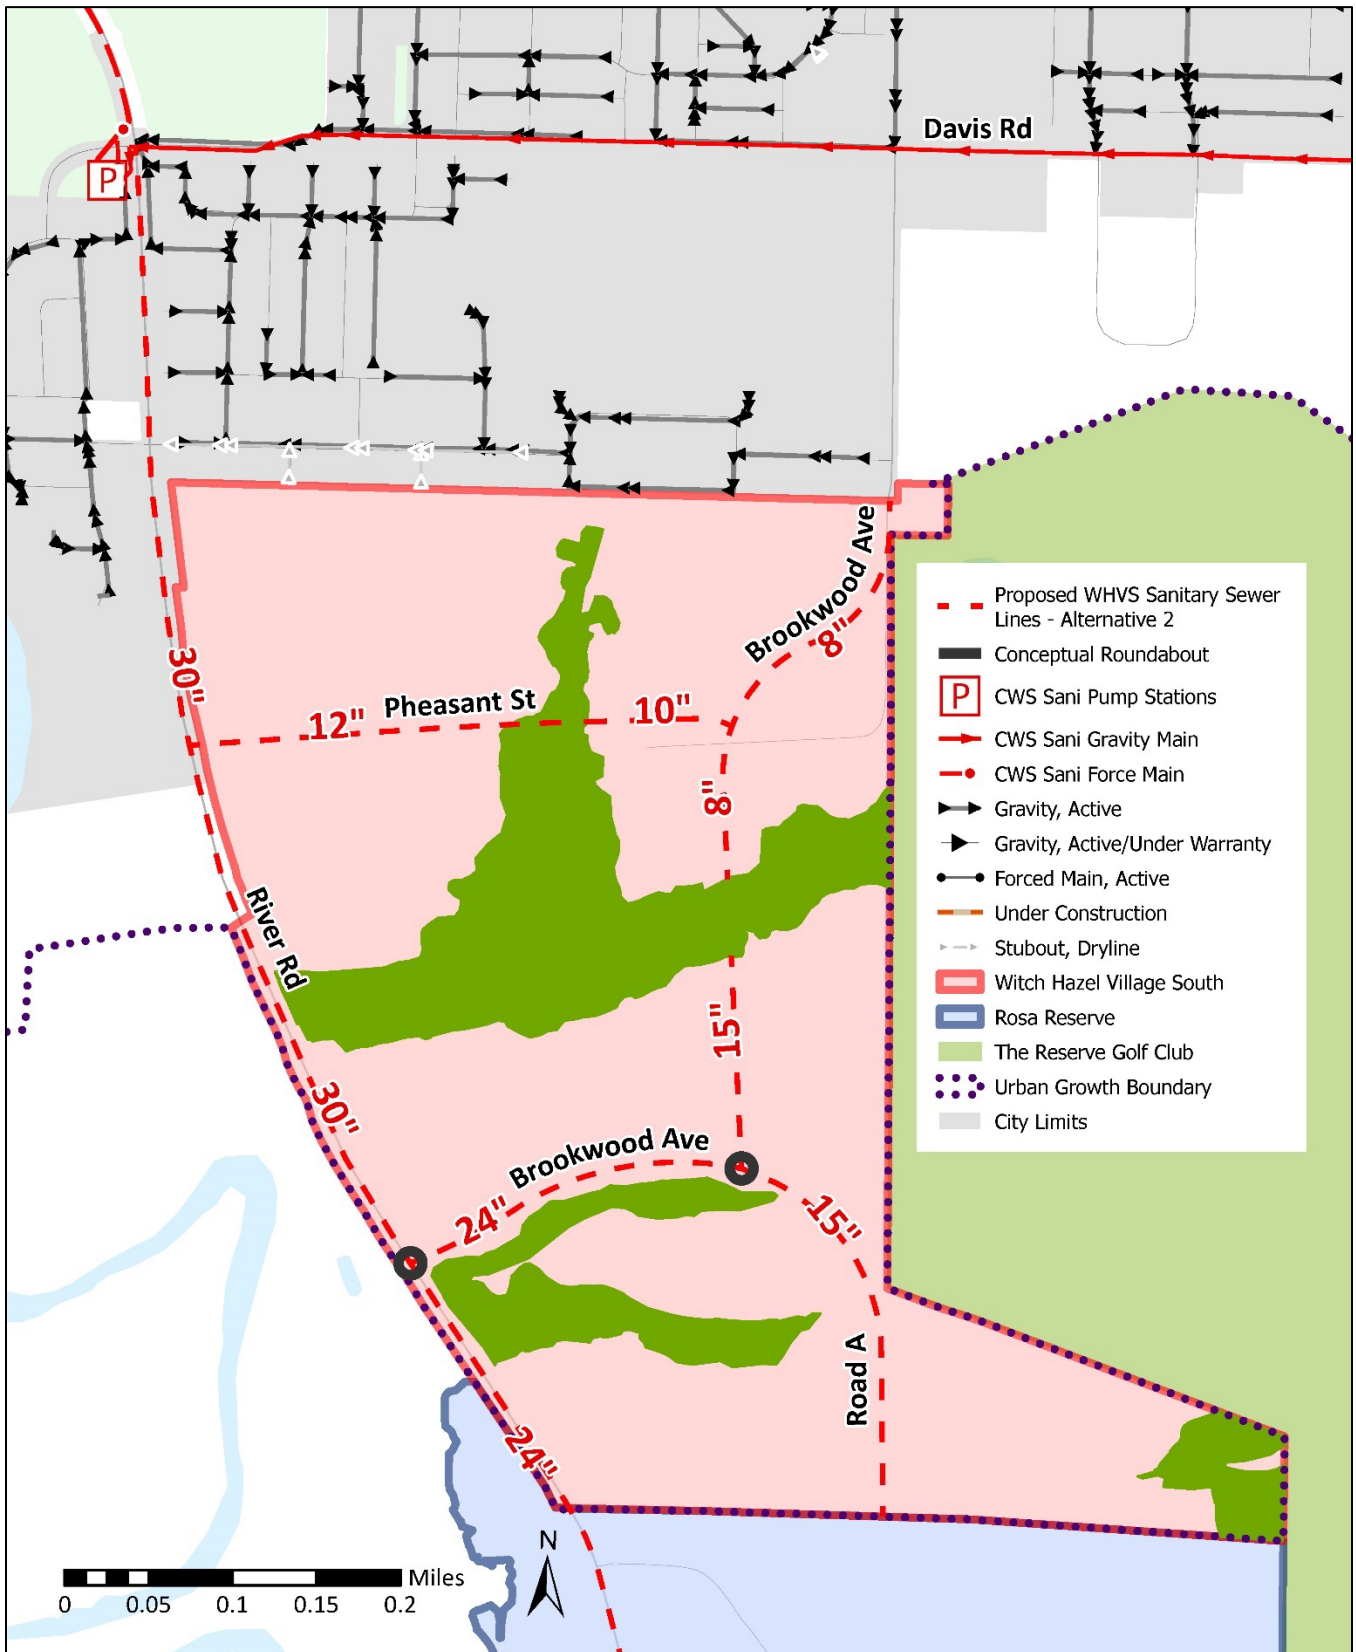 Davis Rd
P
Brookwood Ave
8"
30"
12"
Pheasant St
10"
8"
River Rd
15"
30"
Brookwood Ave
24"
15"
Road A
24"
Proposed WHVS Sanitary Sewer
Lines - Alternative 2
Conceptual Roundabout
P
CWS Sani Pump Stations
CWS Sani Gravity Main
CWS Sani Force Main
Gravity, Active
Gravity, Active/Under Warranty
Forced Main, Active
Under Construction
Stubout, Dryline
Witch Hazel Village South
Rosa Reserve
The Reserve Golf Club
Urban Growth Boundary
City Limits
N
Miles
0 0.05 0.1 0.15 0.2